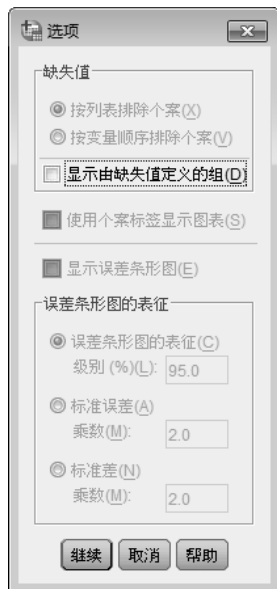 选项
缺失值
按列表排除个案(X)
按变量顺序排除个案(V)
显示由缺失值定义的组(D)
使用个案标签显示图表(S)
显示误差条形图(E)
误差条形图的表征
误差条形图的表征(C)
级别 (%)(L): 95.0
标准误差(A)
乘数(M): 2.0
标准差(N)
乘数(M): 2.0
继续 取消 帮助